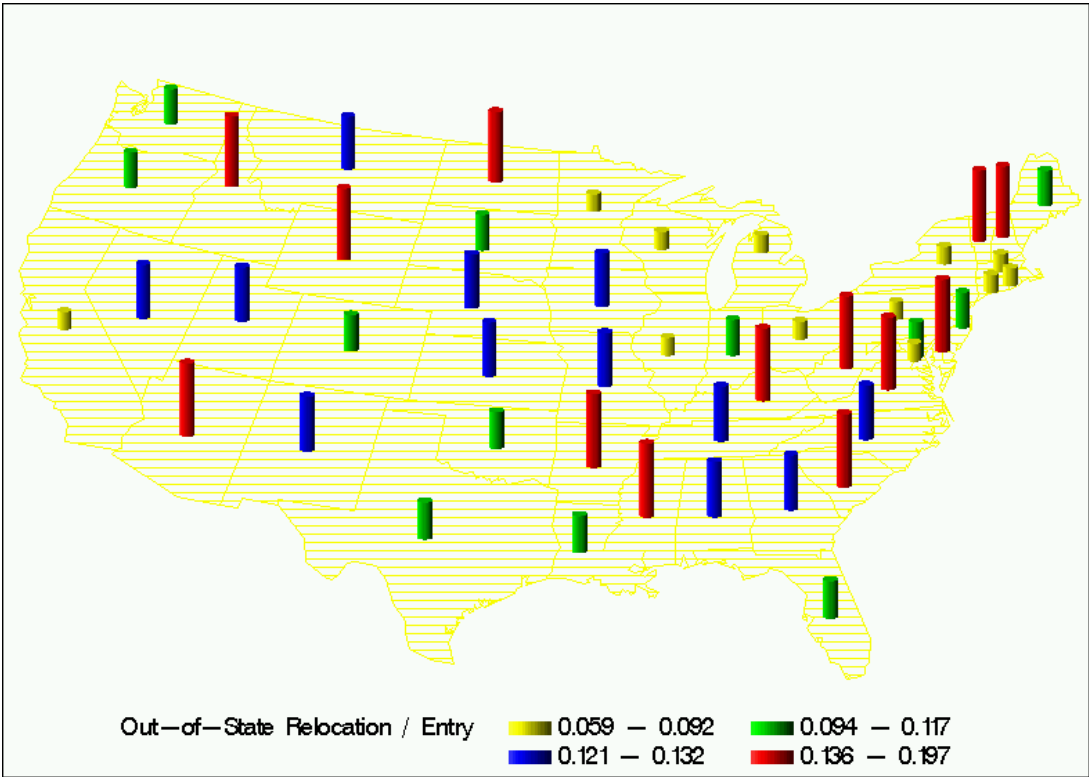 Out—of—State Relocation / Entry 0.059 — 0.092 0.094 — 0.117
0.121 — 0.132 0.136 — 0.197